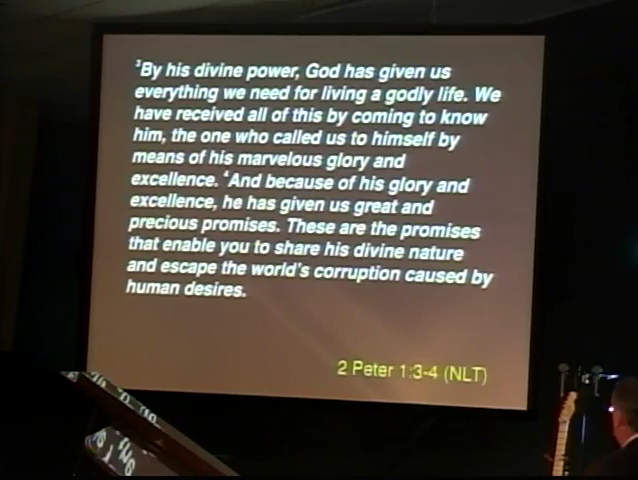 ³By his divine power, God has given us
everything we need for living a godly life. We
have received all of this by coming to know
him, the one who called us to himself by
means of his marvelous glory and
excellence. ⁴And because of his glory and
excellence, he has given us great and
precious promises. These are the promises
that enable you to share his divine nature
and escape the world's corruption caused by
human desires.
2 Peter 1:3-4 (NLT)